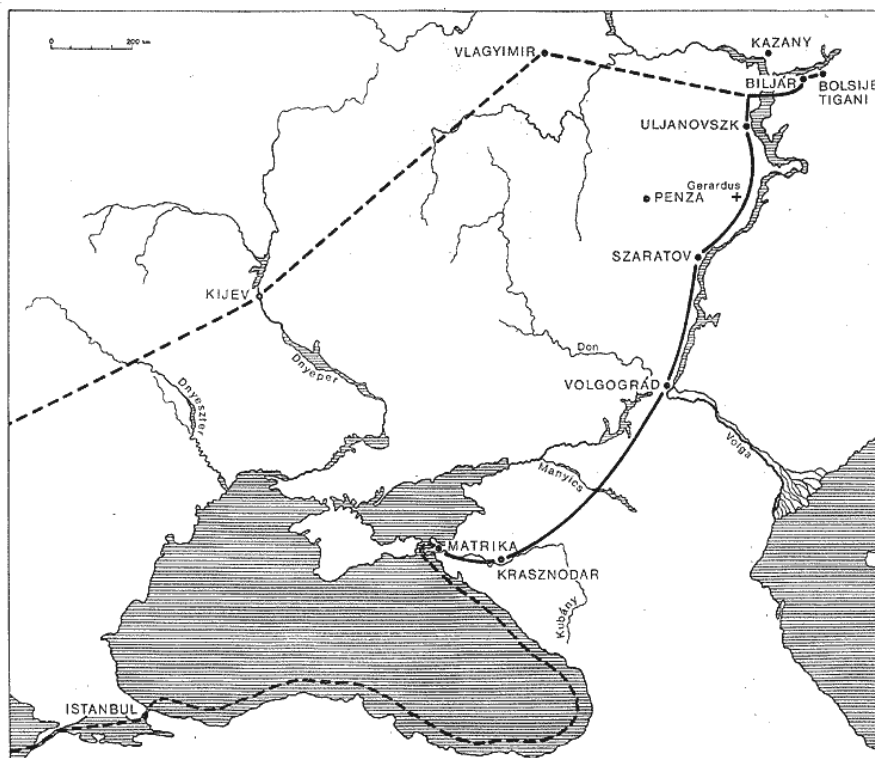 0 200 km
VLAGYIMIR
KAZANY
BILJÁR
BOLSIJE
TIGANI
ULJANOVSZK
Gerardus
PENZA
SZARATOV
KIJEV
Don
Dnyeper
VOLGOGRÁD
Dnyeszter
Volga
Manyics
MATRIKA
KRASZNODAR
Kubány
ISTANBUL